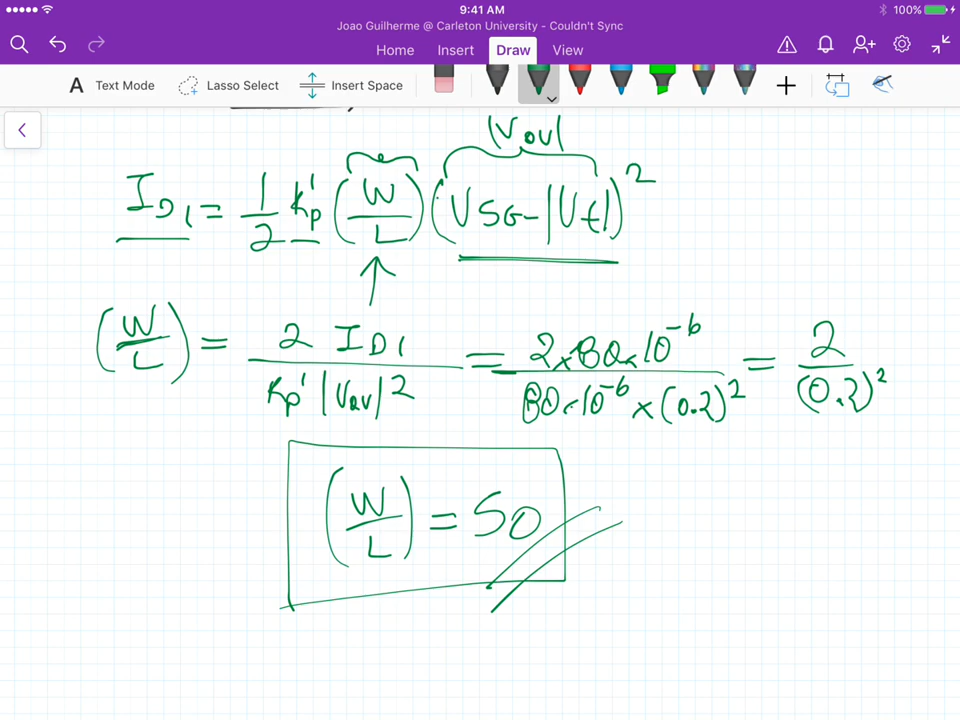 9:41 AM
100%
Joao Guilherme @ Carleton University - Couldn't Sync
Home Insert Draw View
A Text Mode Lasso Select Insert Space
|Vov|
ID1 = 1/2 Kp' (W/L) (VSG - |Vt|)²
(W/L) = 2 ID1 / Kp' |Vov|² = 2 × 80 × 10⁻⁶ / 80 × 10⁻⁶ × (0.2)² = 2 / (0.2)²
(W/L) = 50